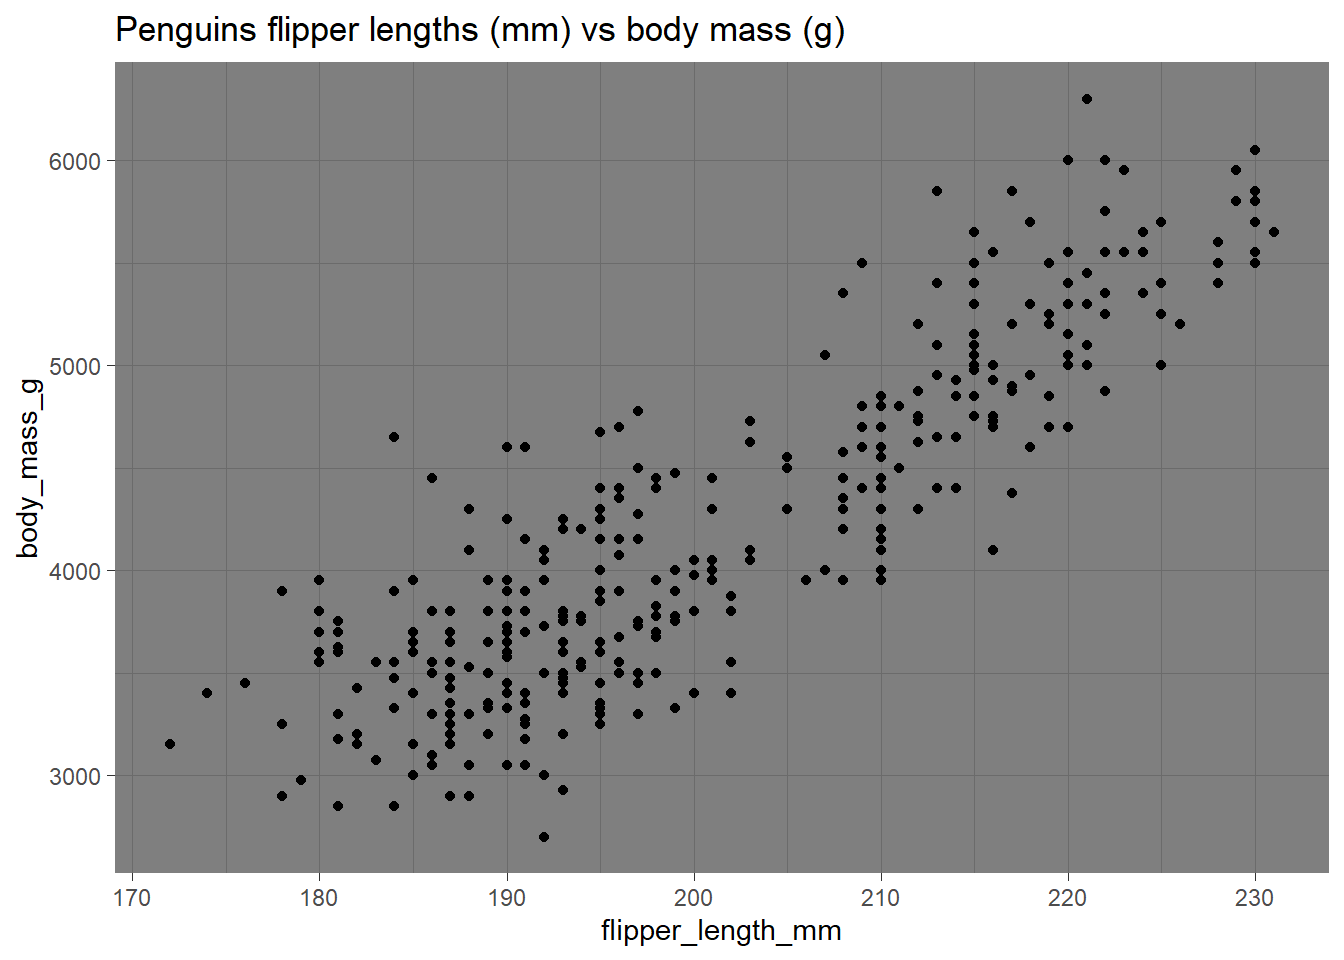 Penguins flipper lengths (mm) vs body mass (g)
6000
5000
4000
3000
body_mass_g
170 180 190 200 210 220 230
flipper_length_mm